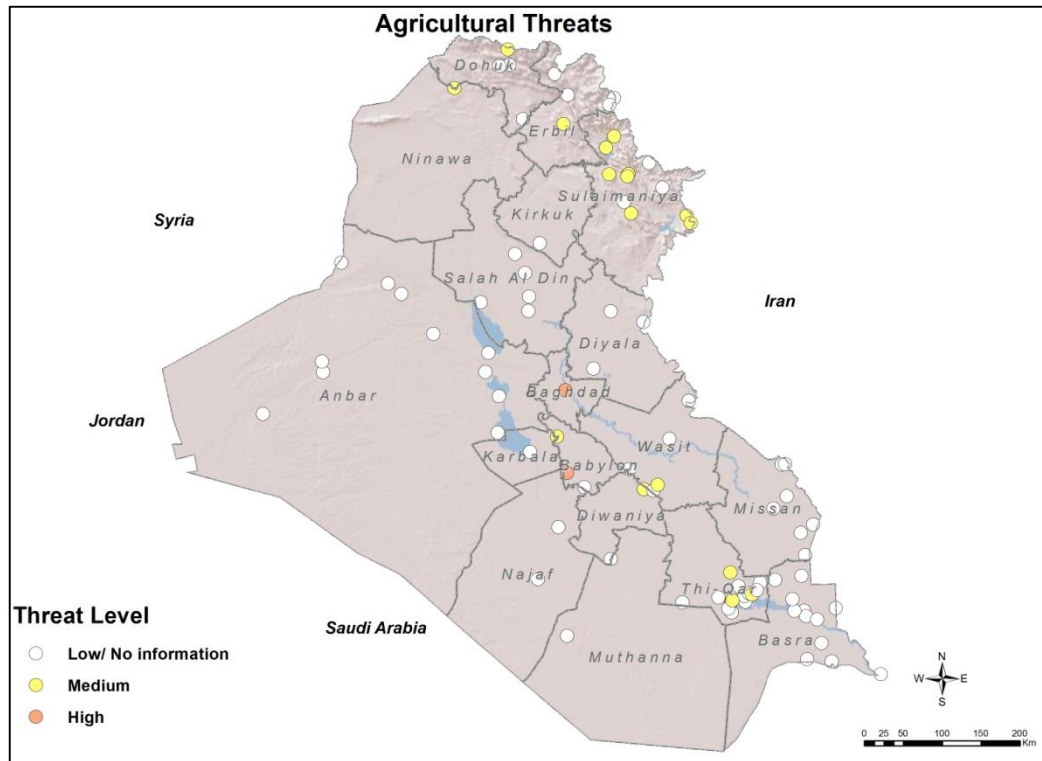 Agricultural Threats
Dohuk
Erbil
Ninawa
Sulaimaniya
Kirkuk
Syria
Salah Al Din
Iran
Diyala
Anbar
Baghdad
Jordan
Wasit
Karbala
Babylon
Missan
Diwaniya
Najaf
Thi-Qar
Threat Level
Saudi Arabia
Basra
Low/ No information
Muthanna
Medium
High
N
W E
S
0 25 50 100 150 200
Km